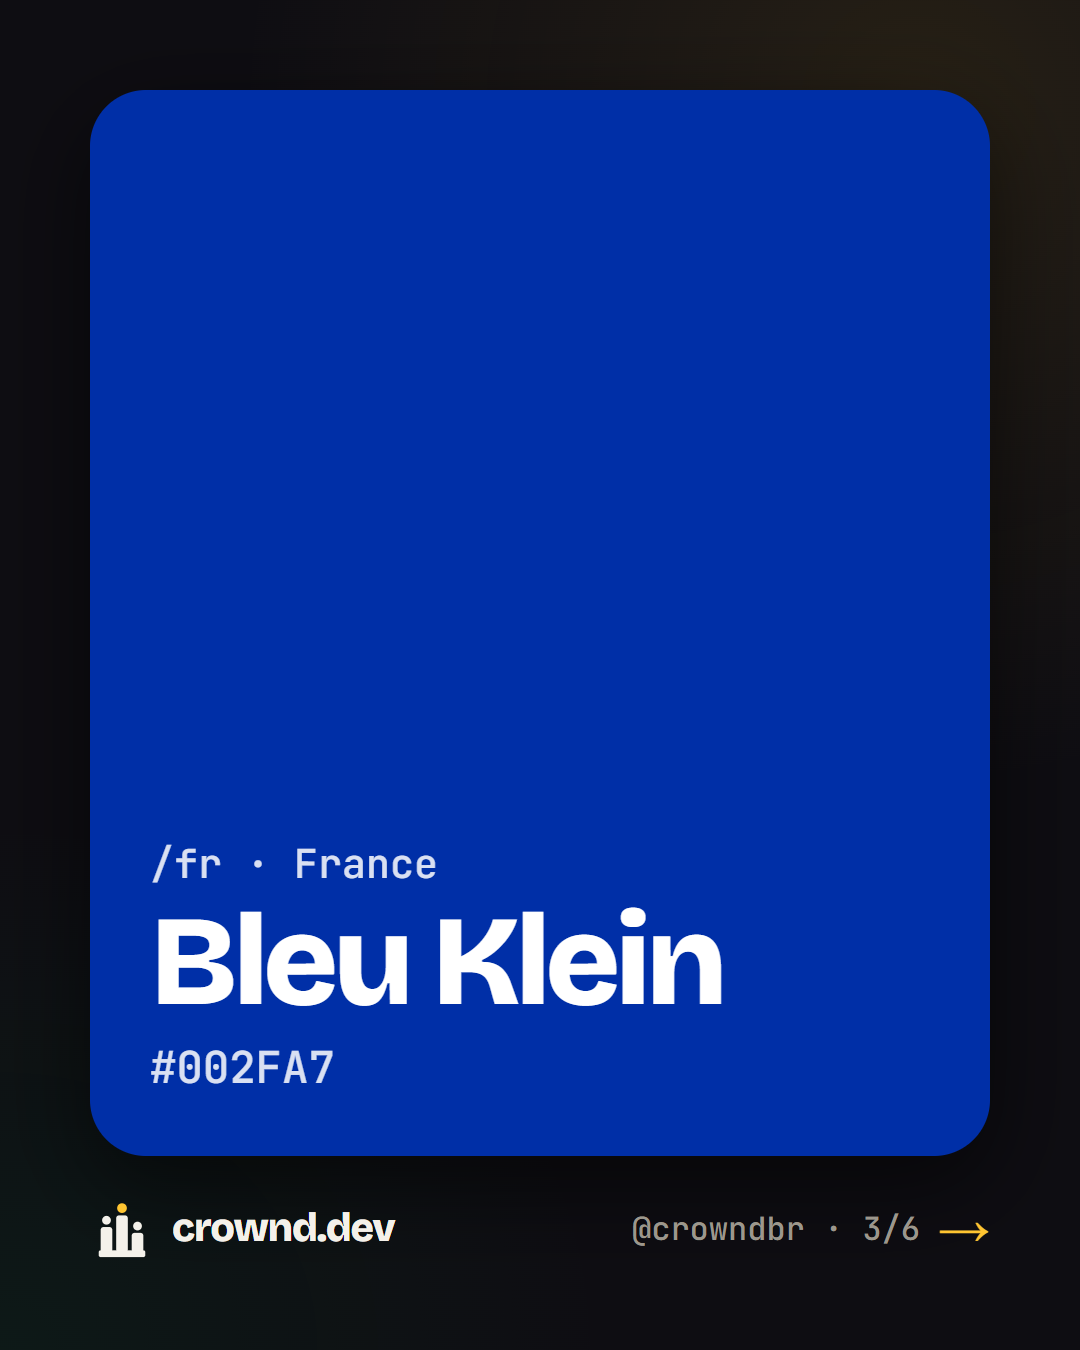 /fr · France
Bleu Klein
#002FA7
crownd.dev
@crowndbr · 3/6 →